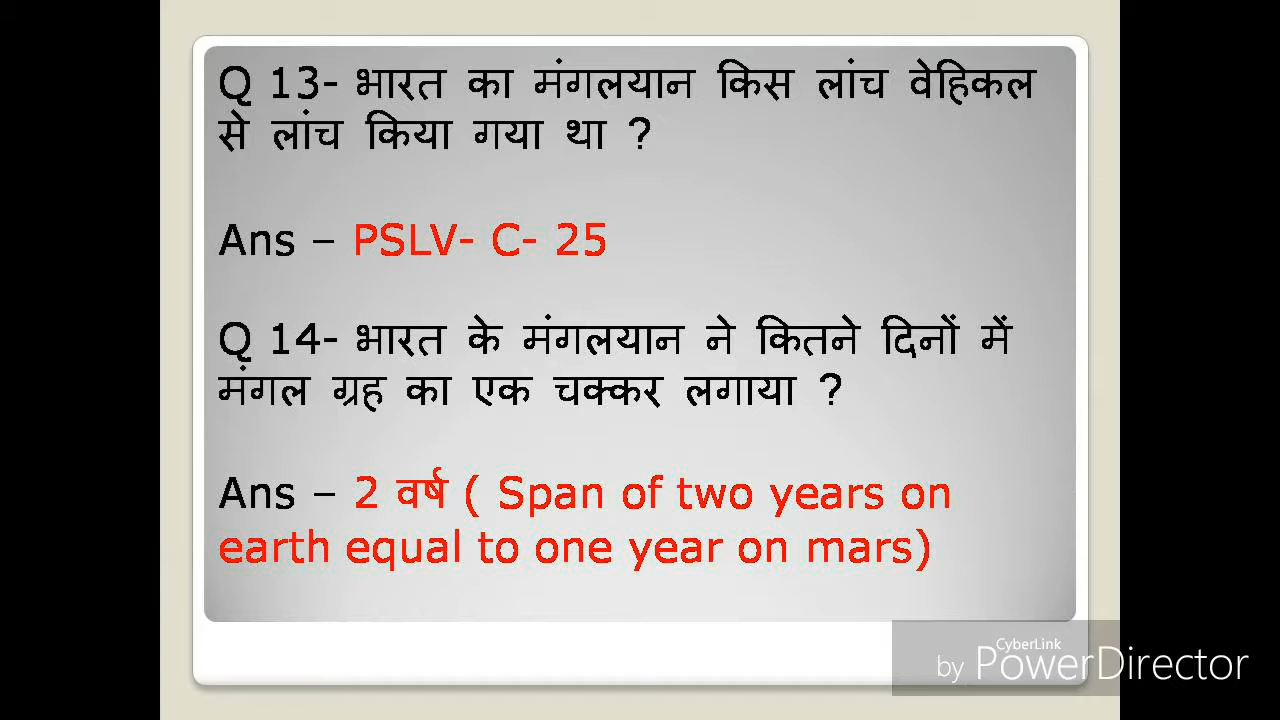 Q 13- भारत का मंगलयान किस लांच वेहिकल
से लांच किया गया था ?
Ans – PSLV- C- 25
Q 14- भारत के मंगलयान ने कितने दिनों में
मंगल ग्रह का एक चक्कर लगाया ?
Ans – 2 वर्ष ( Span of two years on
earth equal to one year on mars)
CyberLink
by PowerDirector